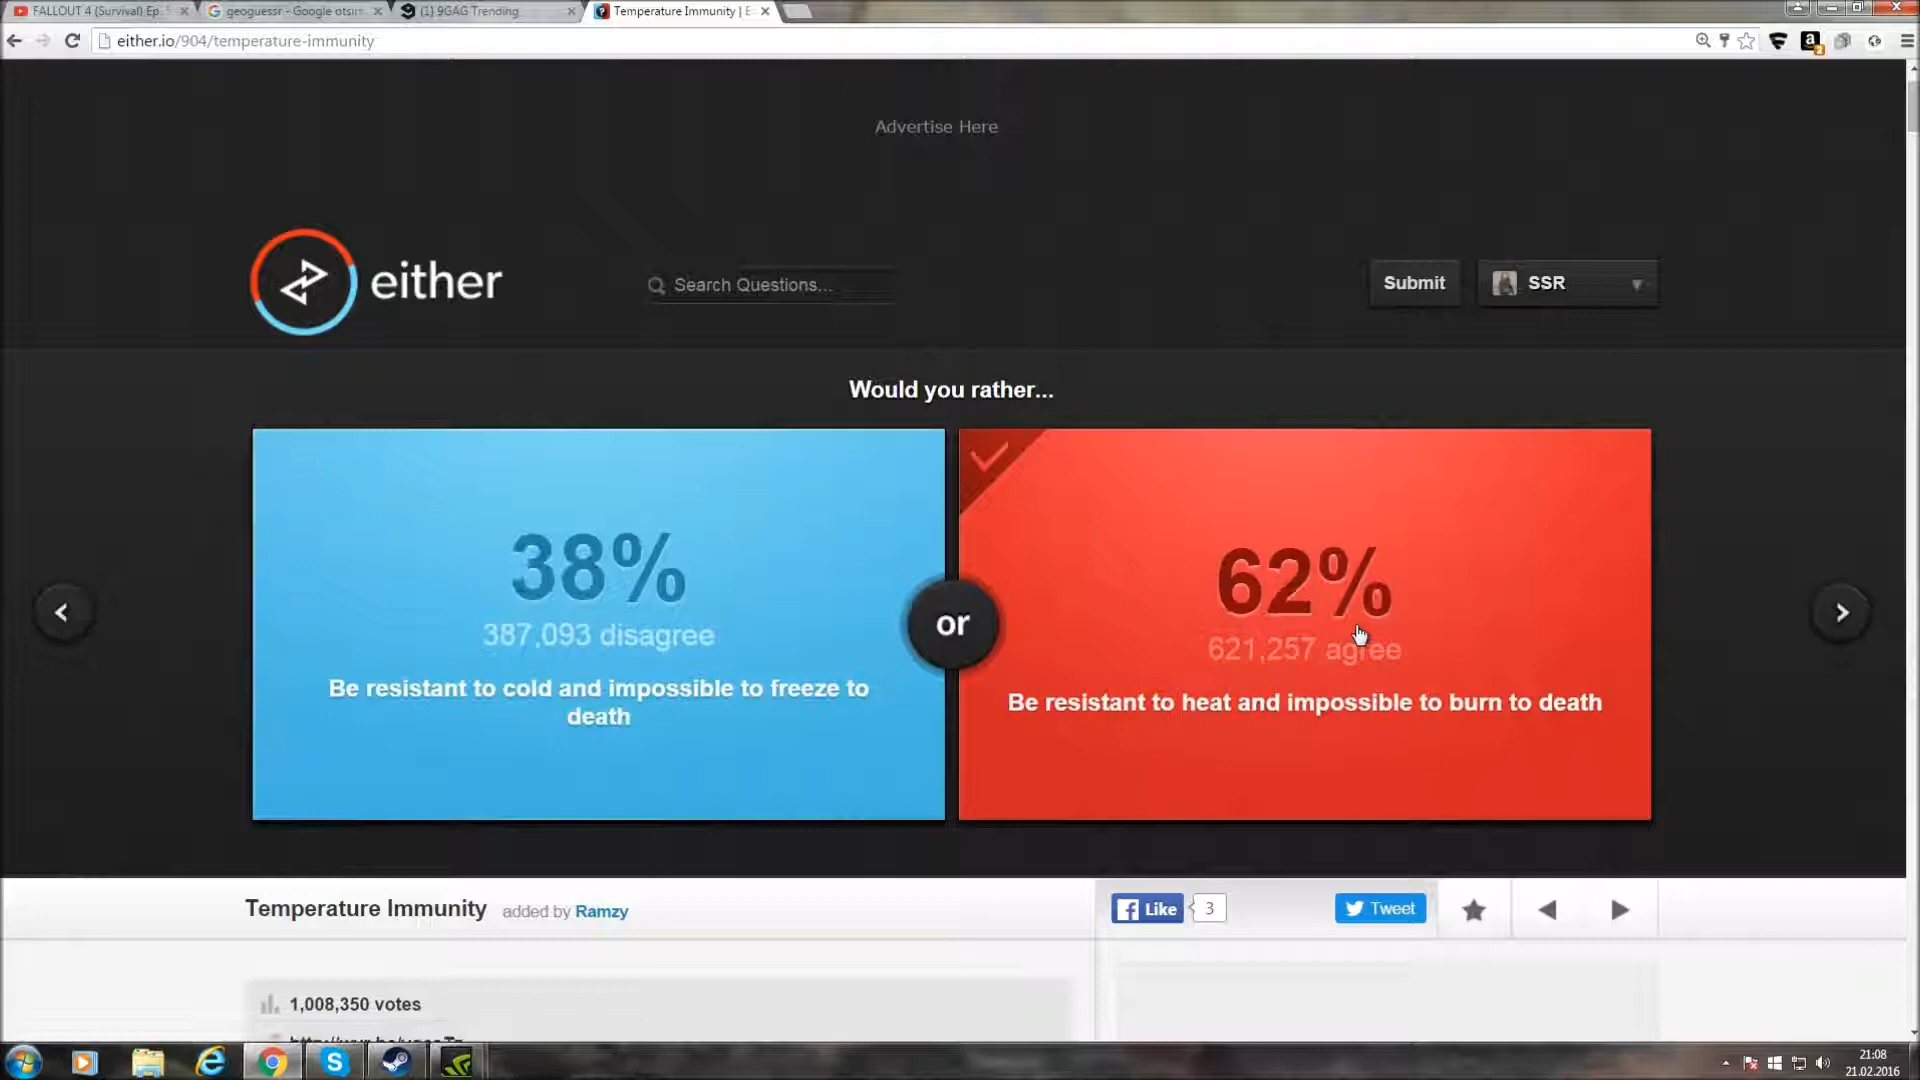 FALLOUT 4 (Survival) Ep.
geoguessr - Google otsin
(1) 9GAG Trending
Temperature Immunity | E
either.io/904/temperature-immunity
Advertise Here
either
Search Questions...
Submit
SSR
Would you rather...
38%
387,093 disagree
Be resistant to cold and impossible to freeze to
death
or
62%
621,257 agree
Be resistant to heat and impossible to burn to death
Temperature Immunity
added by Ramzy
Like
3
Tweet
1,008,350 votes
21:08
21.02.2016